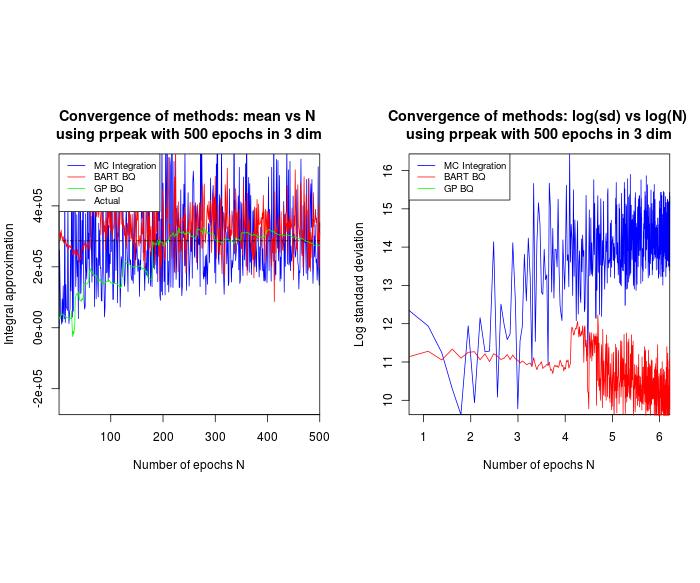 Convergence of methods: mean vs N
using prpeak with 500 epochs in 3 dim
MC Integration
BART BQ
GP BQ
Actual
Integral approximation
4e+05
2e+05
0e+00
-2e+05
100 200 300 400 500
Number of epochs N
Convergence of methods: log(sd) vs log(N)
using prpeak with 500 epochs in 3 dim
MC Integration
BART BQ
GP BQ
Log standard deviation
16
15
14
13
12
11
10
1 2 3 4 5 6
Number of epochs N